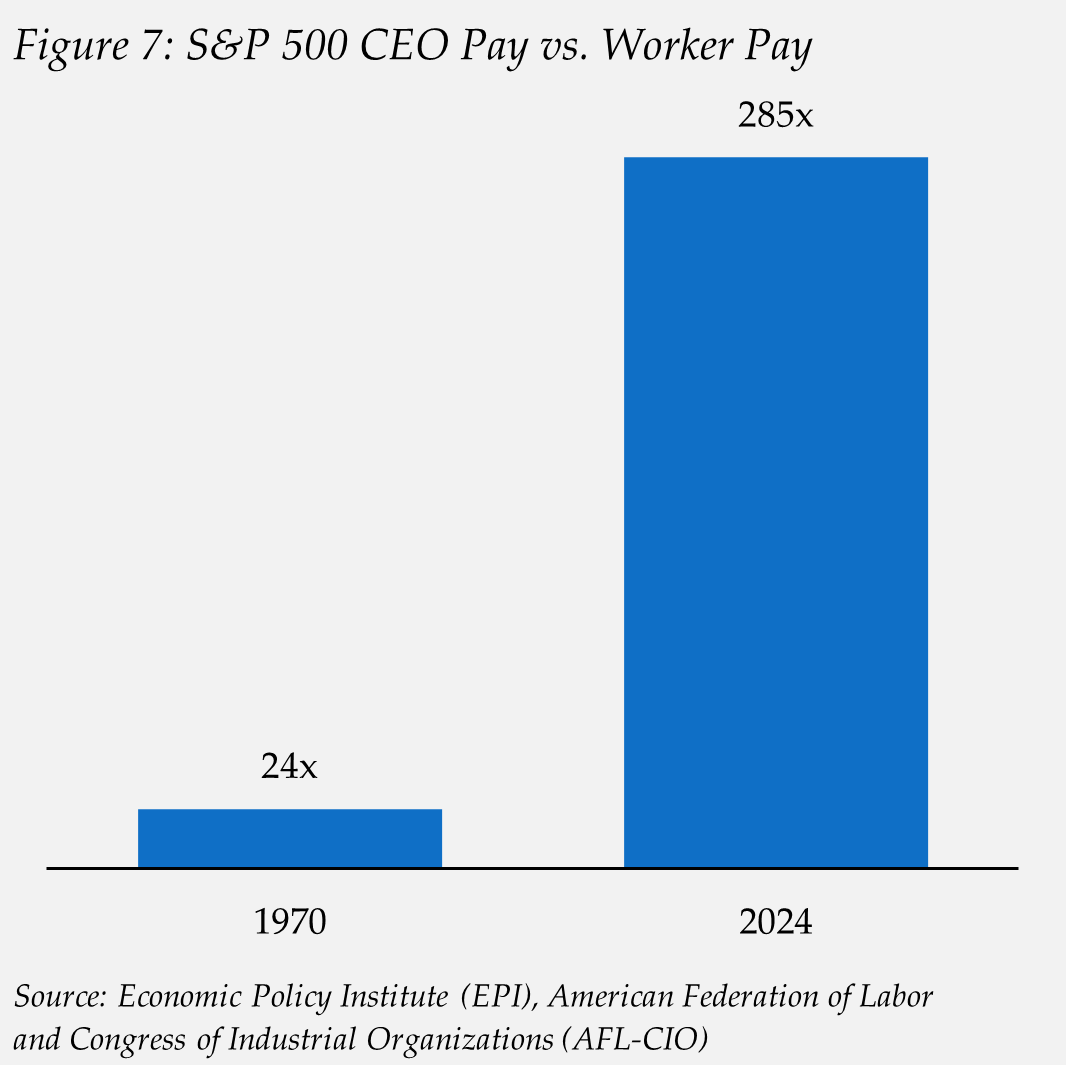 Figure 7: S&P 500 CEO Pay vs. Worker Pay
285x
24x
1970 2024
Source: Economic Policy Institute (EPI), American Federation of Labor
and Congress of Industrial Organizations (AFL-CIO)